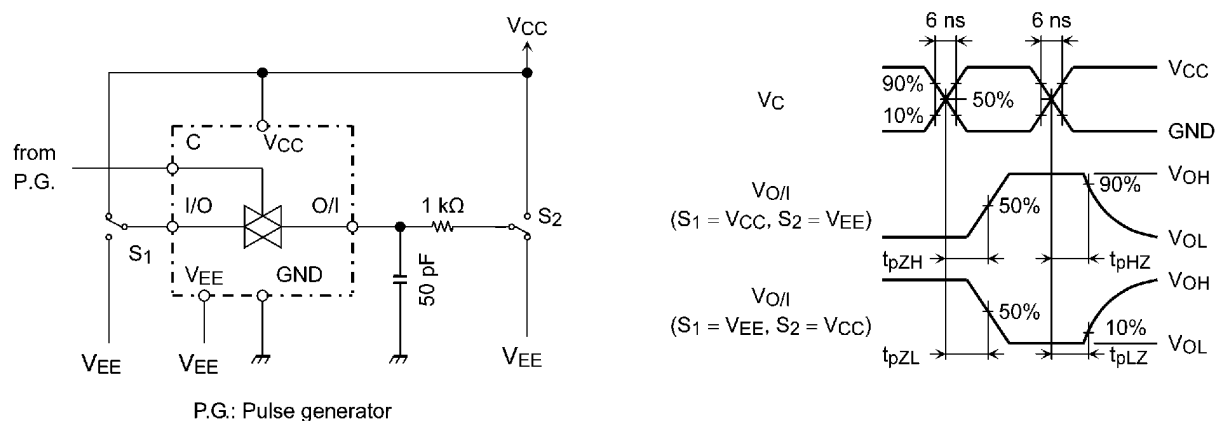 VCC
C
VCC
from
P.G.
I/O
O/I
1 kΩ
S2
S1
VEE
GND
50 pF
VEE
VEE
VEE
P.G.: Pulse generator
6 ns
6 ns
VC
90%
10%
50%
VCC
GND
VO/I
(S1 = VCC, S2 = VEE)
50%
90%
VOH
VOL
tpZH
tpHZ
VO/I
(S1 = VEE, S2 = VCC)
50%
10%
VOH
VOL
tpZL
tpLZ